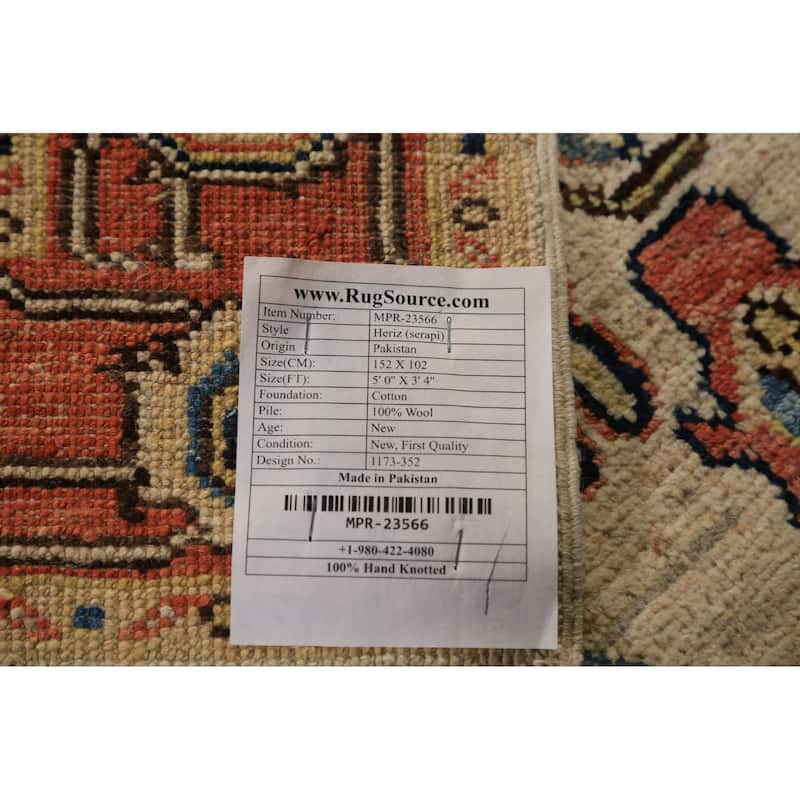 www.RugSource.com
Item Number: MPR-23566
Style Heriz (serapi)
Origin Pakistan
Size(CM): 152 X 102
Size(FT): 5' 0" X 3' 4"
Foundation: Cotton
Pile: 100% Wool
Age: New
Condition: New, First Quality
Design No.: 1173-352
Made in Pakistan
MPR-23566
+1-980-422-4080
100% Hand Knotted